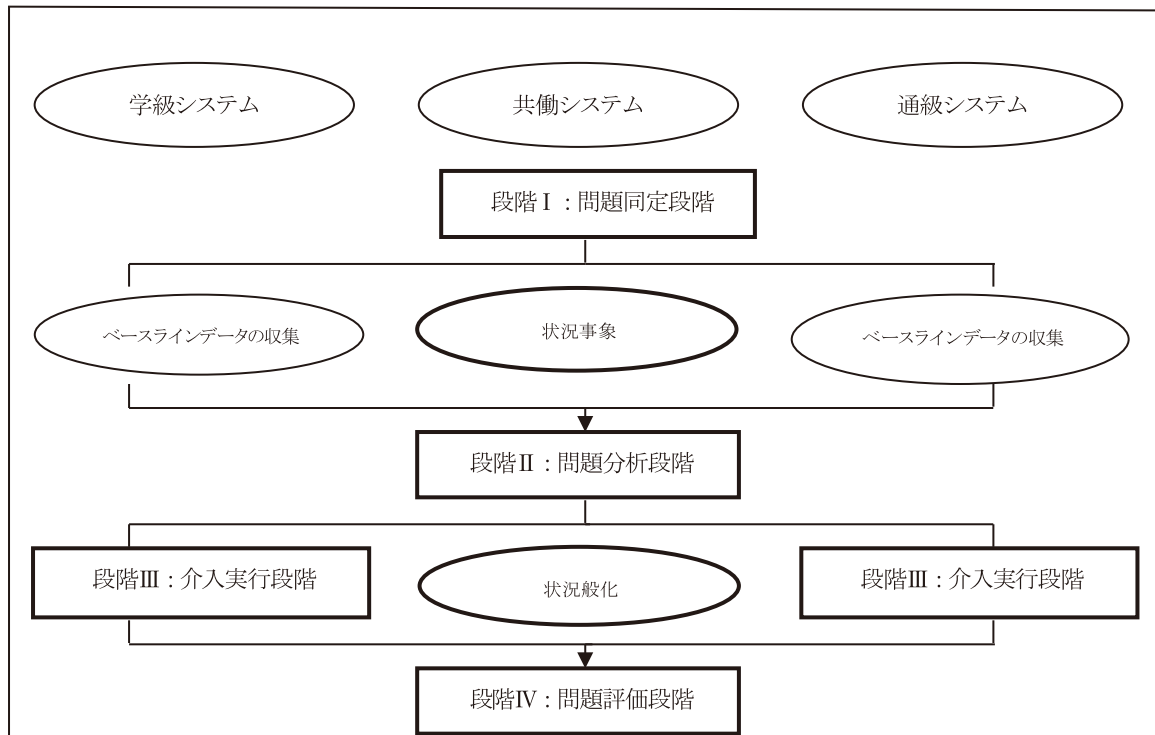 学級システム
共働システム
通級システム
段階Ⅰ：問題同定段階
ベースラインデータの収集
状況事象
ベースラインデータの収集
段階Ⅱ：問題分析段階
段階Ⅲ：介入実行段階
状況般化
段階Ⅲ：介入実行段階
段階Ⅳ：問題評価段階